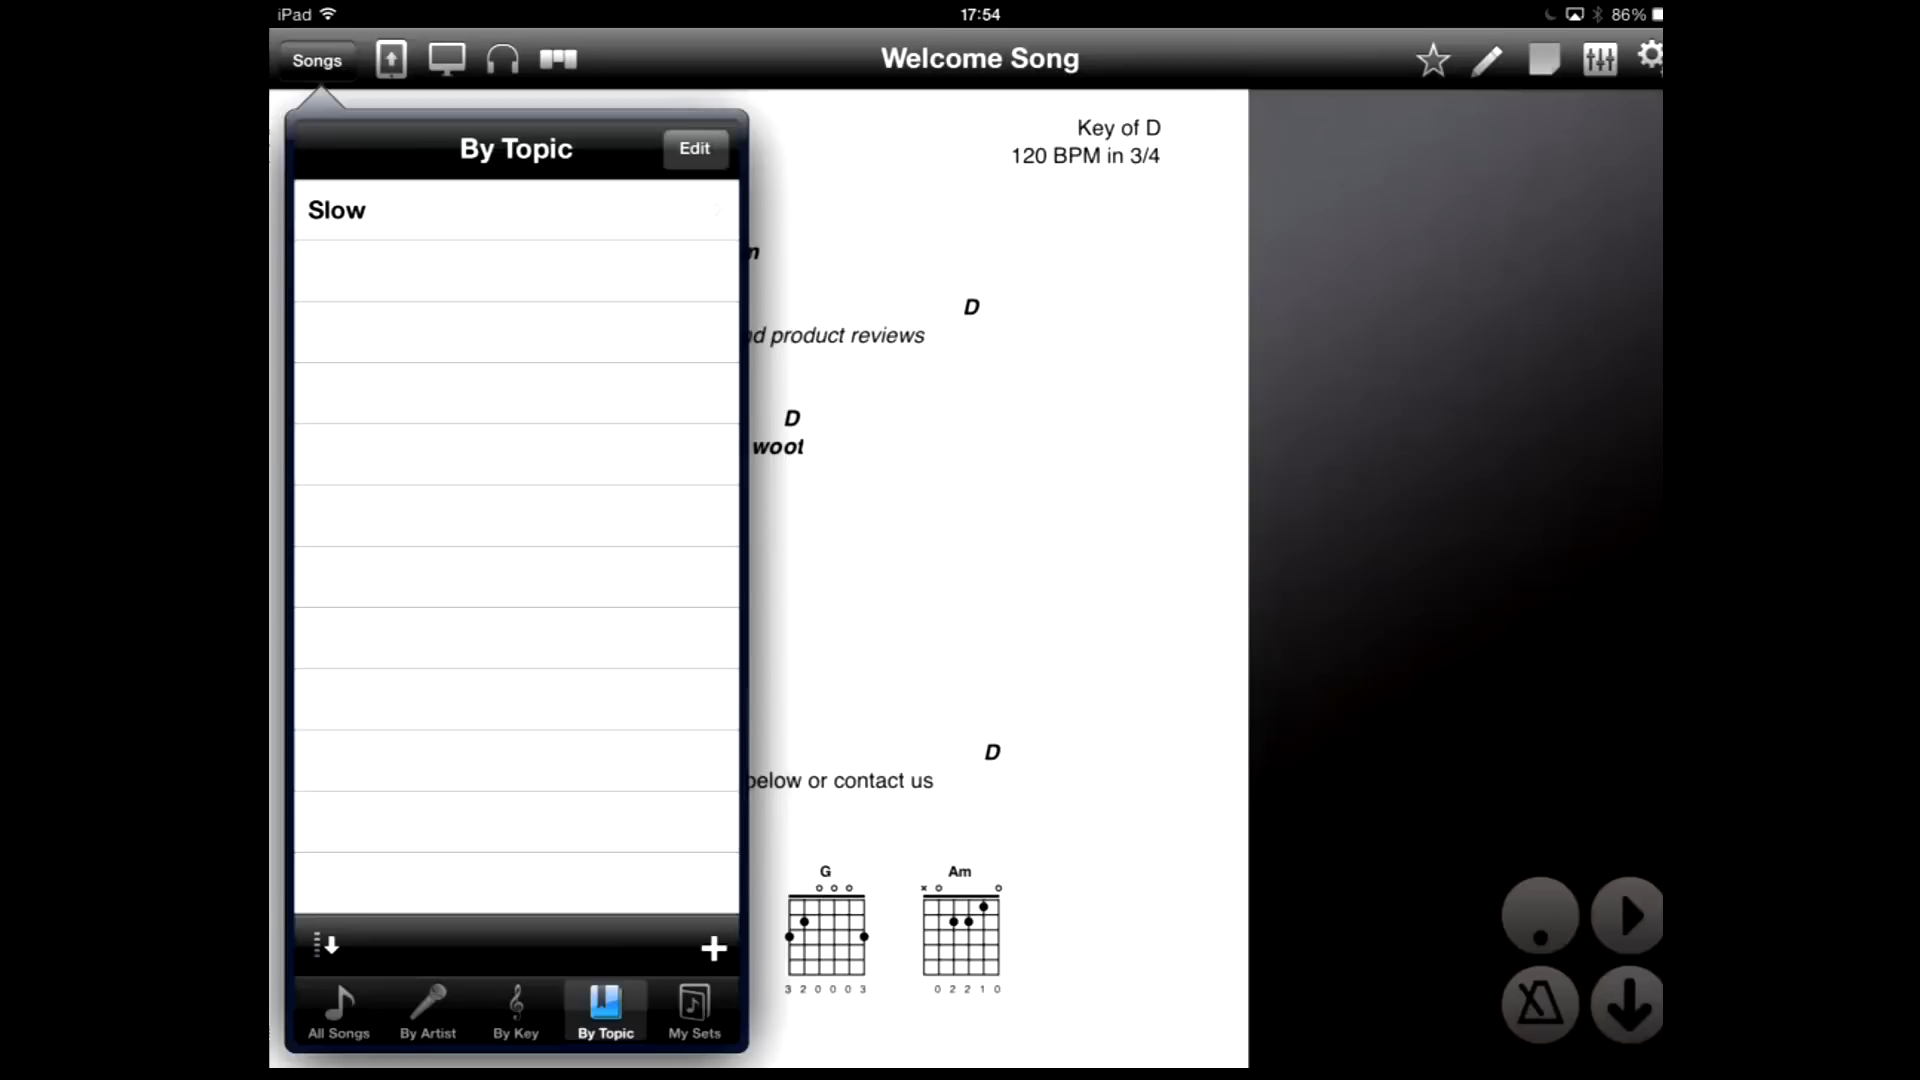 iPad 17:54 86%
Songs Welcome Song
By Topic Edit
Slow
Key of D
120 BPM in 3/4
D
product reviews
D
woot
D
below or contact us
G Am
3 2 0 0 0 3 0 2 2 1 0
All Songs By Artist By Key By Topic My Sets